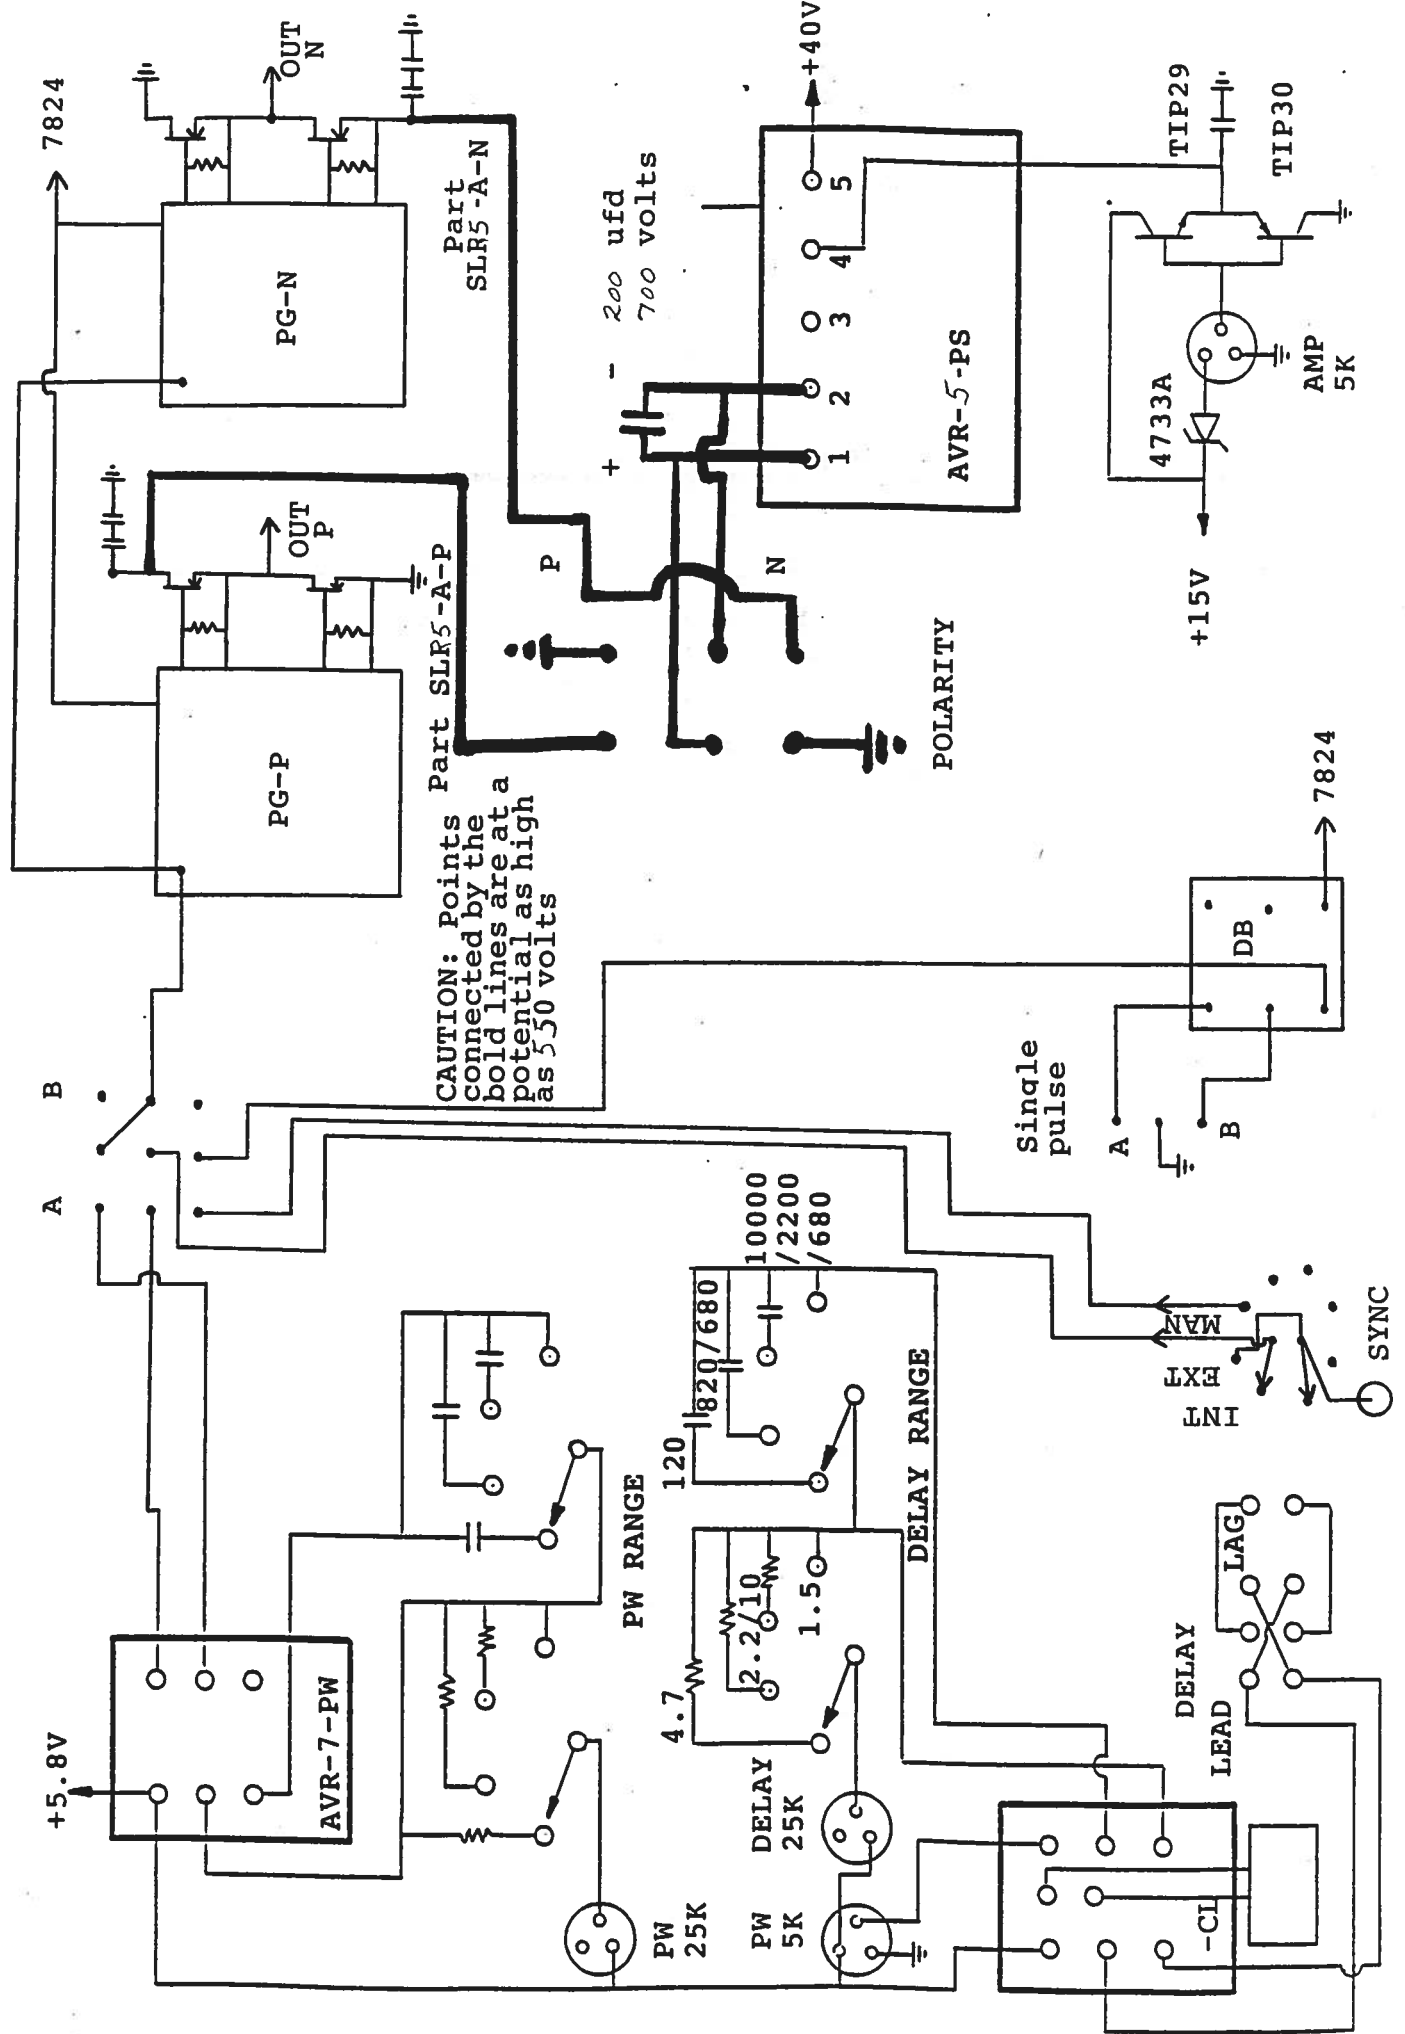 +5.8V
AVR-7-PW
A
B
PG-P
PG-N
7824
OUT
P
OUT
N
Part SLR5-A-P
Part
SLR5-A-N
CAUTION: Points
connected by the
bold lines are at a
potential as high
as 550 volts
PW
25K
PW RANGE
P
N
POLARITY
+
-
200 ufd
700 volts
1
2
3
4
5
+40V
AVR-5-PS
PW
5K
DELAY
25K
4.7
2.2/10
1.5
120
820/680
10000
/2200
/680
DELAY RANGE
-CL
DELAY
LEAD
LAG
INT
EXT
MAN
SYNC
Single
pulse
A
B
DB
7824
+15V
4733A
AMP
5K
TIP29
TIP30